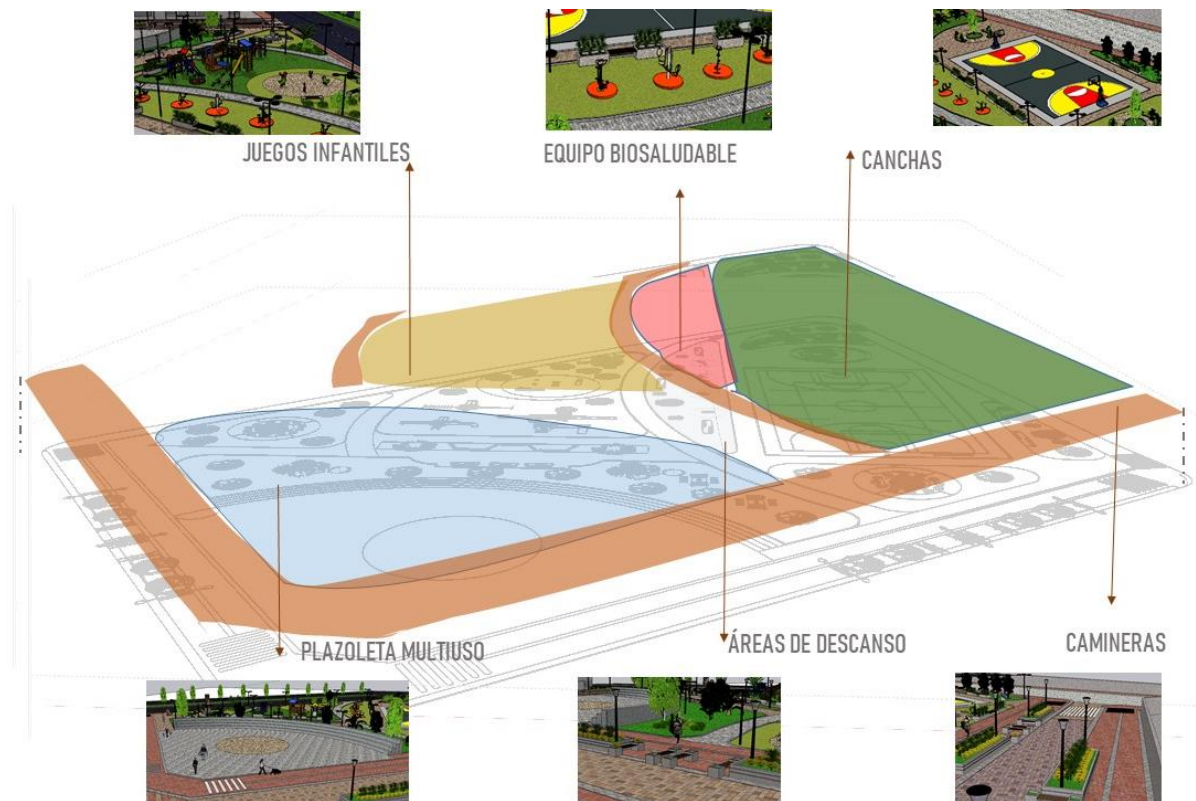 JUEGOS INFANTILES
EQUIPO BIOSALUDABLE
CANCHAS
PLAZOLETA MULTIUSO
ÁREAS DE DESCANSO
CAMINERAS